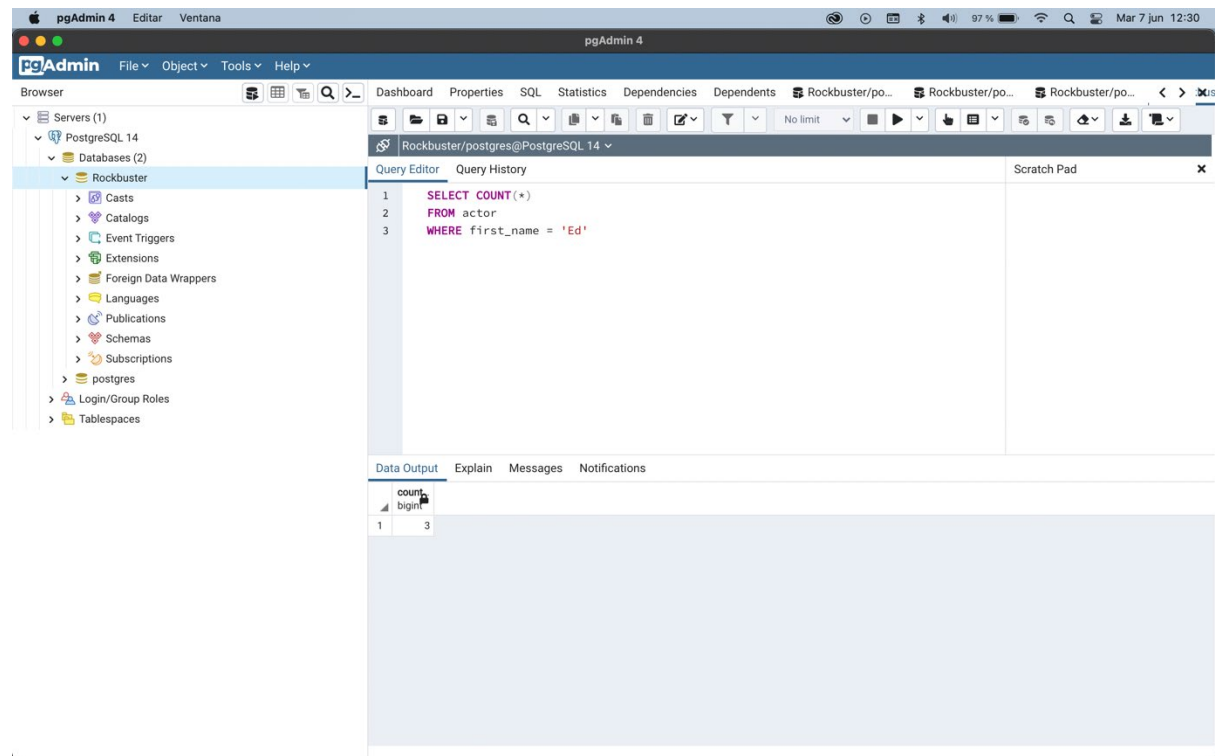 pgAdmin 4 Editar Ventana 97 % Mar 7 jun 12:30
pgAdmin 4
pgAdmin File Object Tools Help
Browser
Dashboard Properties SQL Statistics Dependencies Dependents Rockbuster/po... Rockbuster/po... Rockbuster/po...
Servers (1)
PostgreSQL 14
Databases (2)
Rockbuster
Casts
Catalogs
Event Triggers
Extensions
Foreign Data Wrappers
Languages
Publications
Schemas
Subscriptions
postgres
Login/Group Roles
Tablespaces
No limit
Rockbuster/postgres@PostgreSQL 14
Query Editor Query History Scratch Pad
1 SELECT COUNT(*)
2 FROM actor
3 WHERE first_name = 'Ed'
Data Output Explain Messages Notifications
count
bigint
1 3